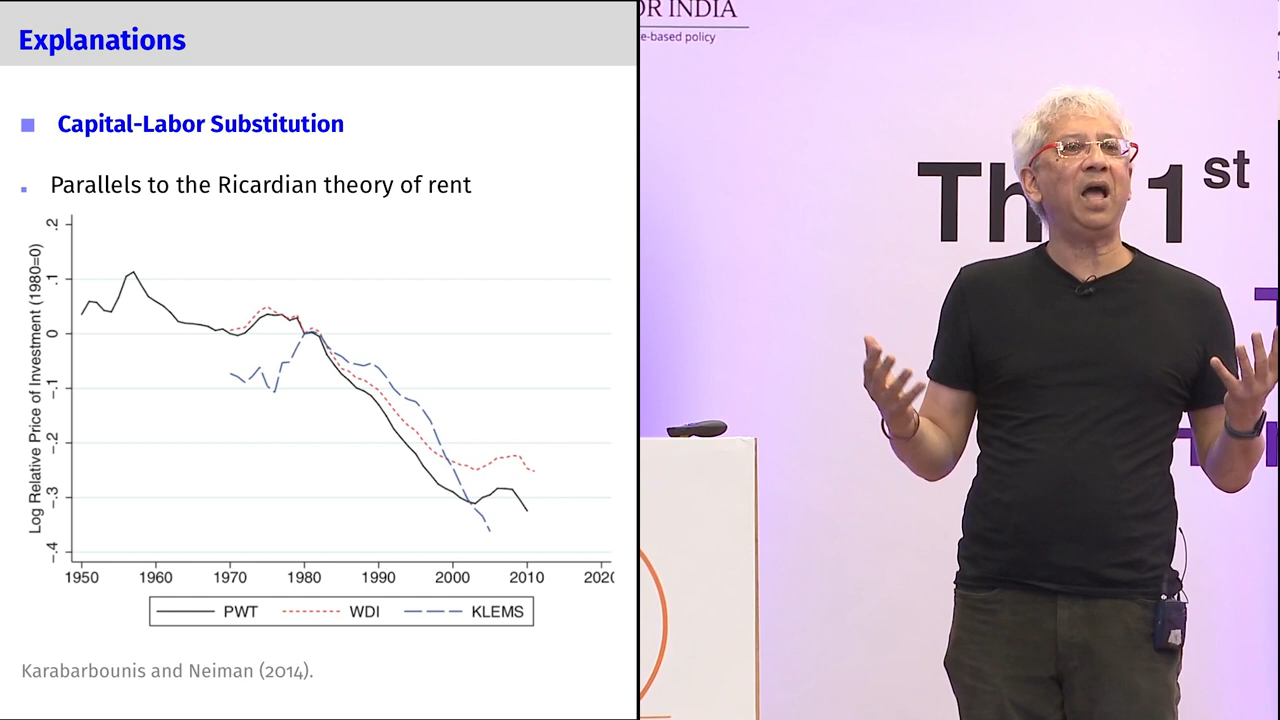 Explanations
Capital-Labor Substitution
Parallels to the Ricardian theory of rent
Log Relative Price of Investment (1980=0)
.2
.1
0
-.1
-.2
-.3
-.4
1950 1960 1970 1980 1990 2000 2010 2020
PWT WDI KLEMS
Karabarbounis and Neiman (2014).
OR INDIA
e-based policy
1st